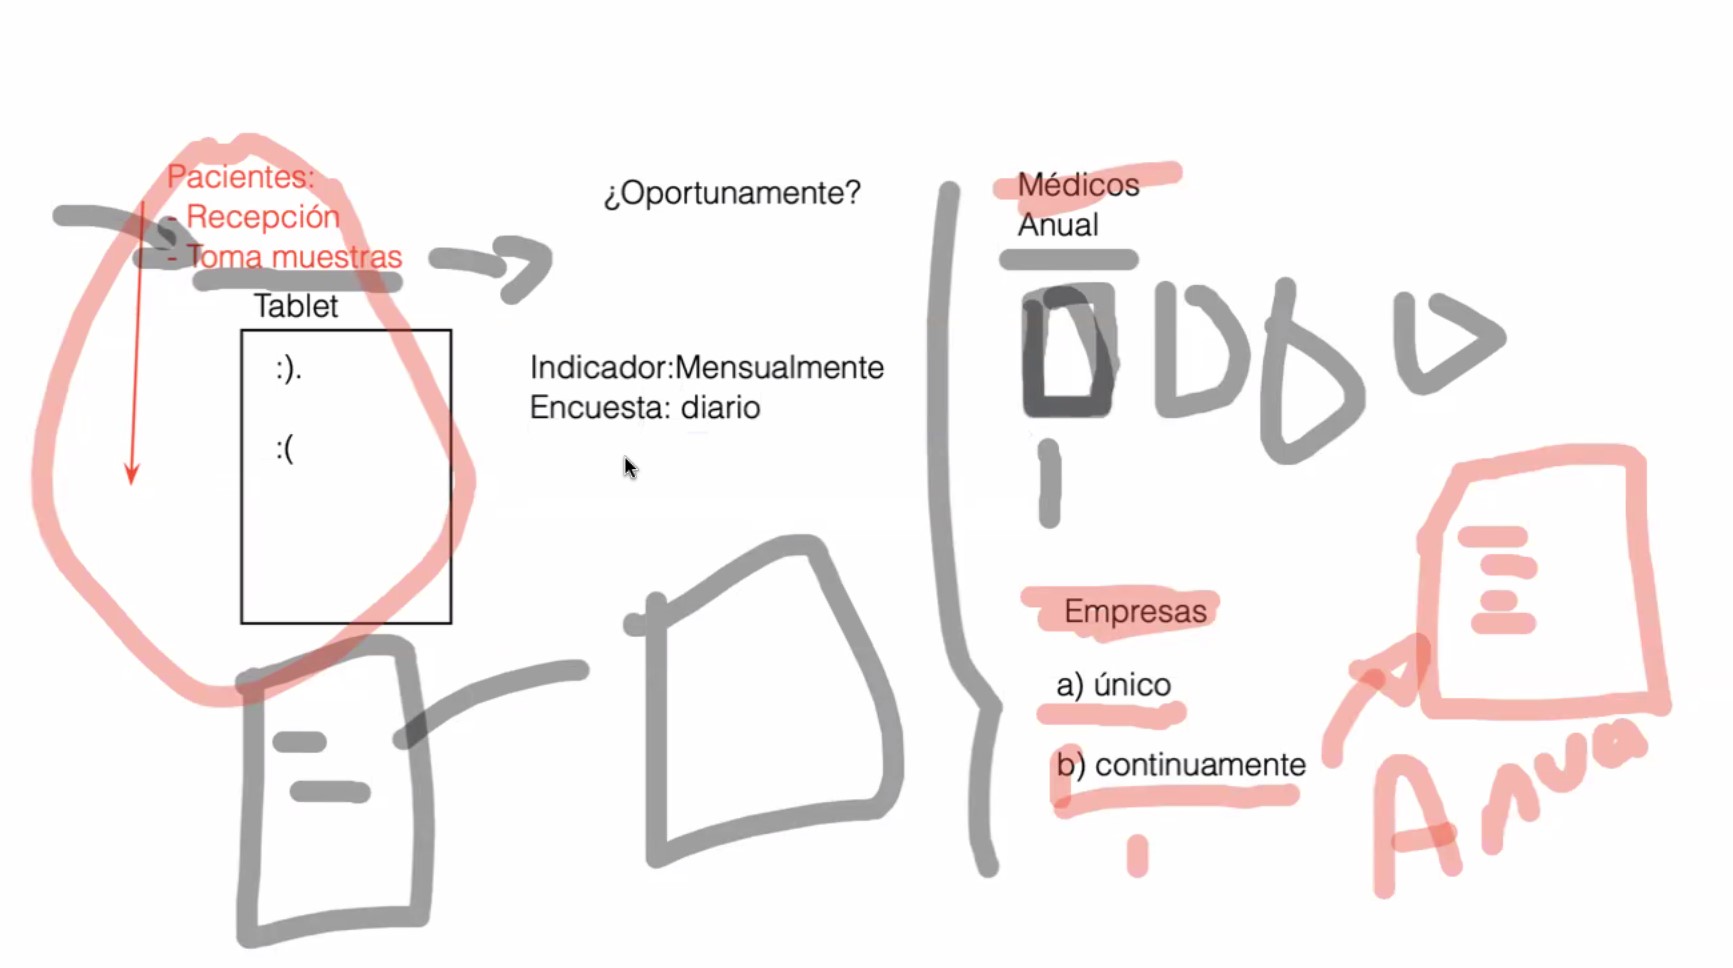 Pacientes:
- Recepción
- Toma muestras
Tablet
:).
:(
¿Oportunamente?
Indicador:Mensualmente
Encuesta: diario
Médicos
Anual
Empresas
a) único
b) continuamente
Anua